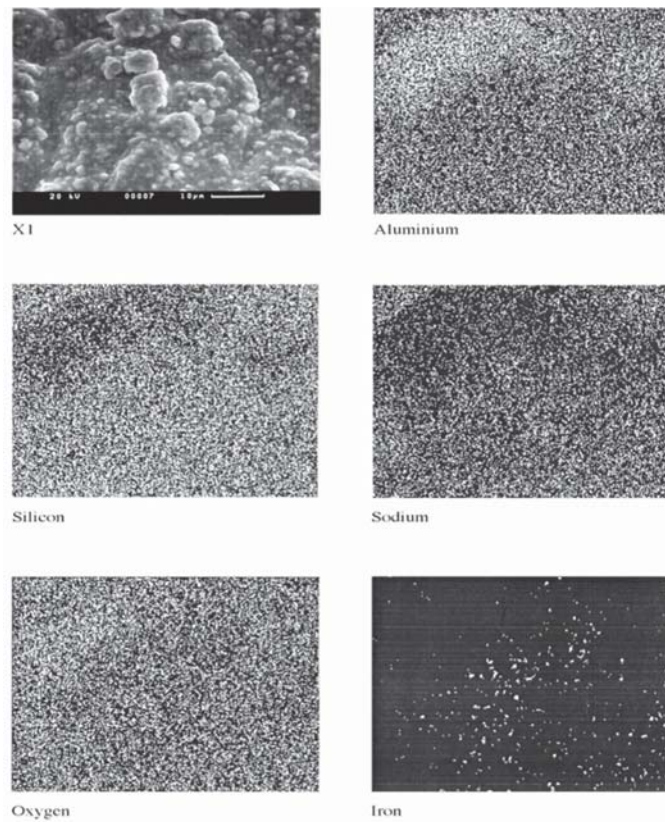 20 kV 00007 10µm
X1
Aluminium
Silicon
Sodium
Oxygen
Iron